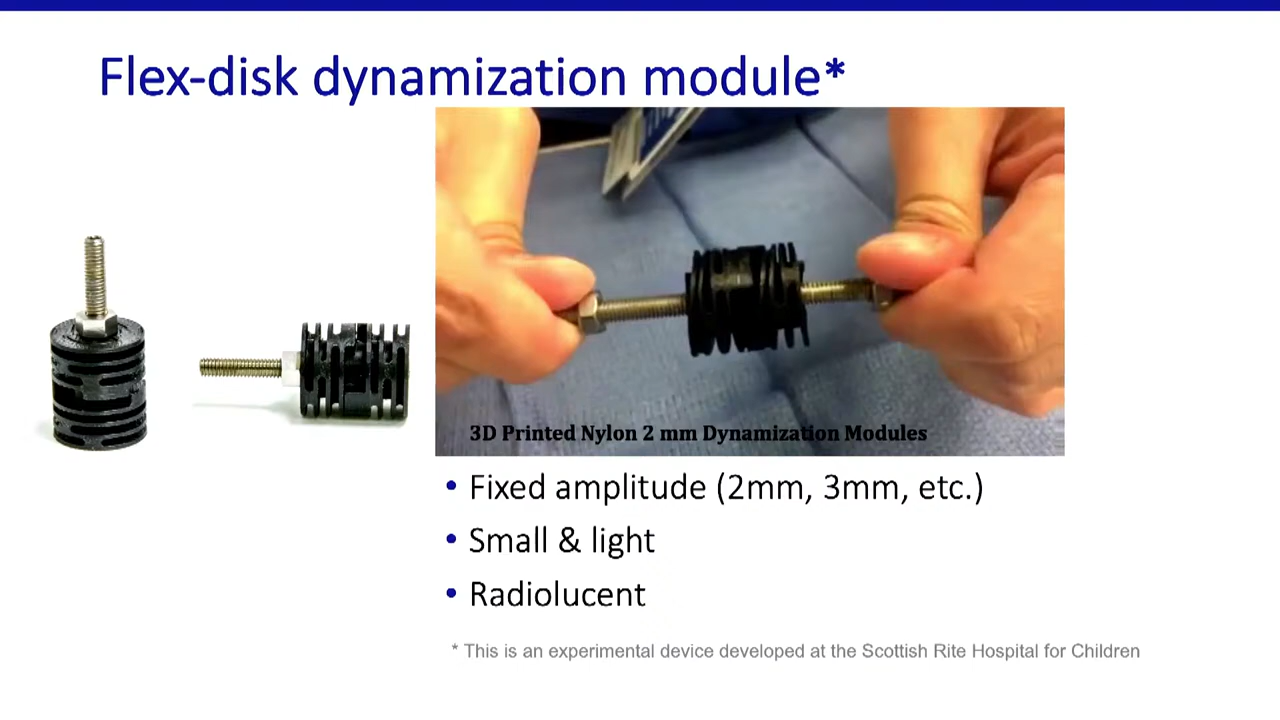 Flex-disk dynamization module*
3D Printed Nylon 2 mm Dynamization Modules
• Fixed amplitude (2mm, 3mm, etc.)
• Small & light
• Radiolucent
* This is an experimental device developed at the Scottish Rite Hospital for Children